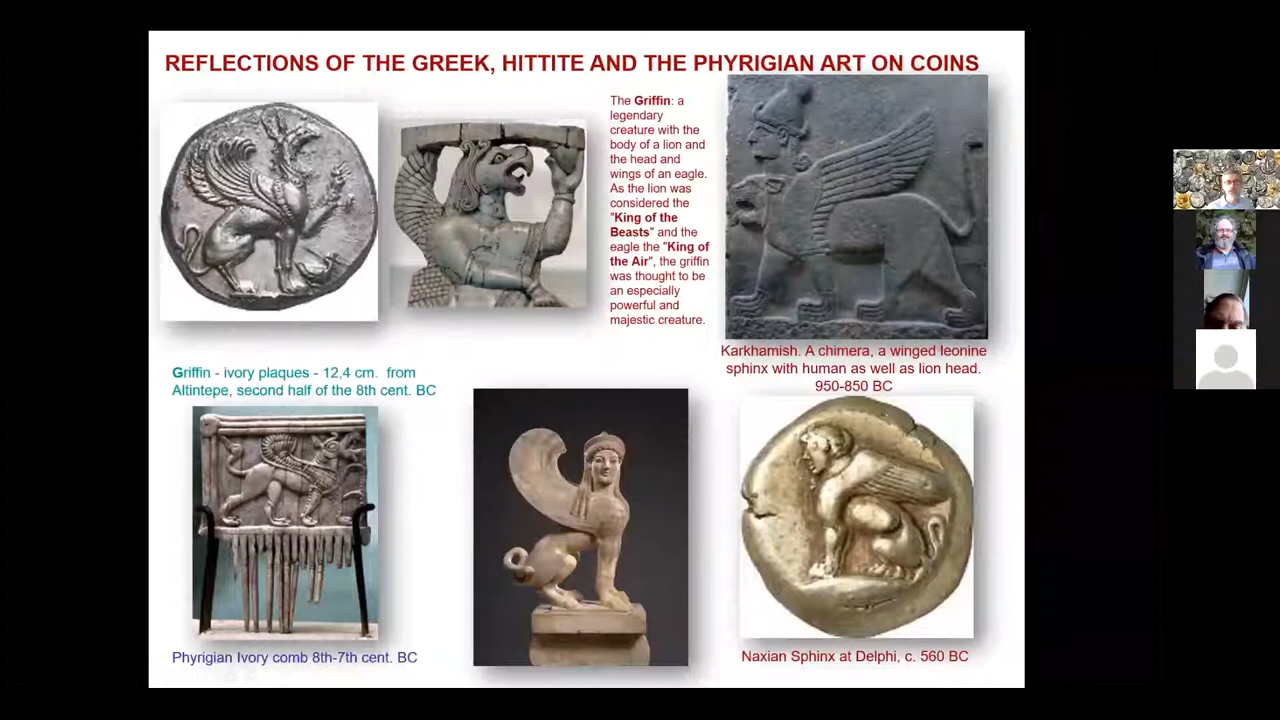 REFLECTIONS OF THE GREEK, HITTITE AND THE PHYRIGIAN ART ON COINS
The Griffin: a
legendary
creature with the
body of a lion and
the head and
wings of an eagle.
As the lion was
considered the
"King of the
Beasts" and the
eagle the "King of
the Air", the griffin
was thought to be
an especially
powerful and
majestic creature.
Karkhamish. A chimera, a winged leonine
sphinx with human as well as lion head.
950-850 BC
Griffin - ivory plaques - 12,4 cm. from
Altintepe, second half of the 8th cent. BC
Phyrigian Ivory comb 8th-7th cent. BC
Naxian Sphinx at Delphi, c. 560 BC